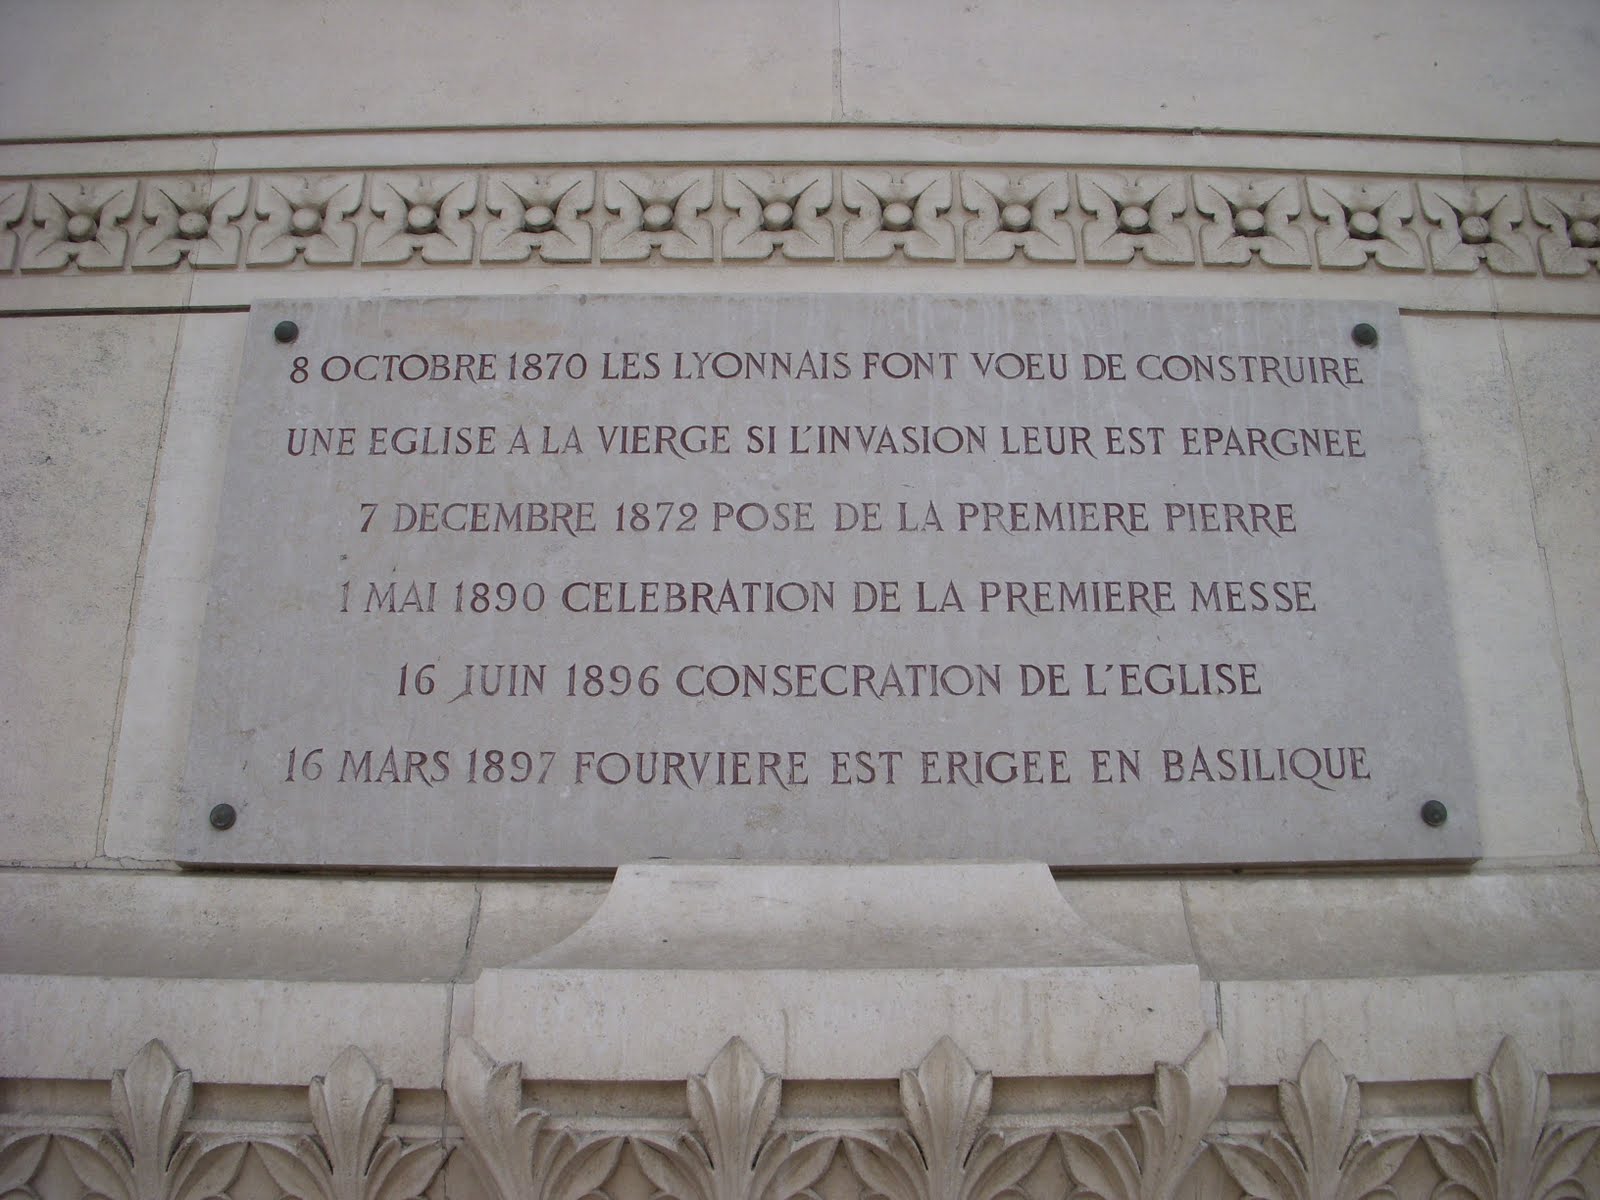 8 OCTOBRE 1870 LES LYONNAIS FONT VOEU DE CONSTRUIRE
UNE EGLISE A LA VIERGE SI L'INVASION LEUR EST EPARGNEE
7 DECEMBRE 1872 POSE DE LA PREMIERE PIERRE
1 MAI 1890 CELEBRATION DE LA PREMIERE MESSE
16 JUIN 1896 CONSECRATION DE L'EGLISE
16 MARS 1897 FOURVIERE EST ERIGEE EN BASILIQUE